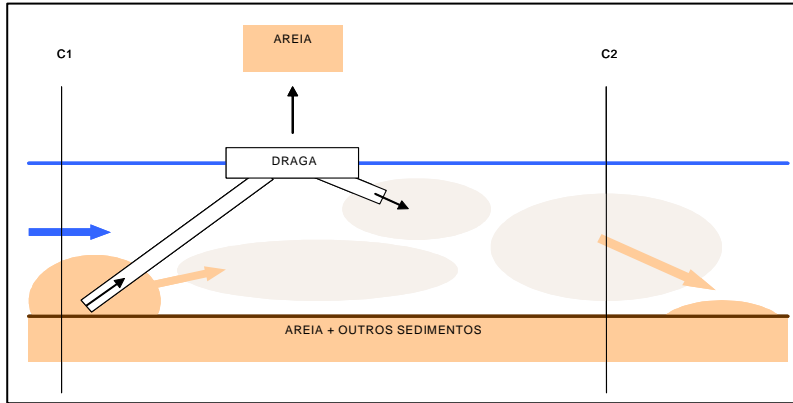 AREIA
C1
C2
DRAGA
AREIA + OUTROS SEDIMENTOS